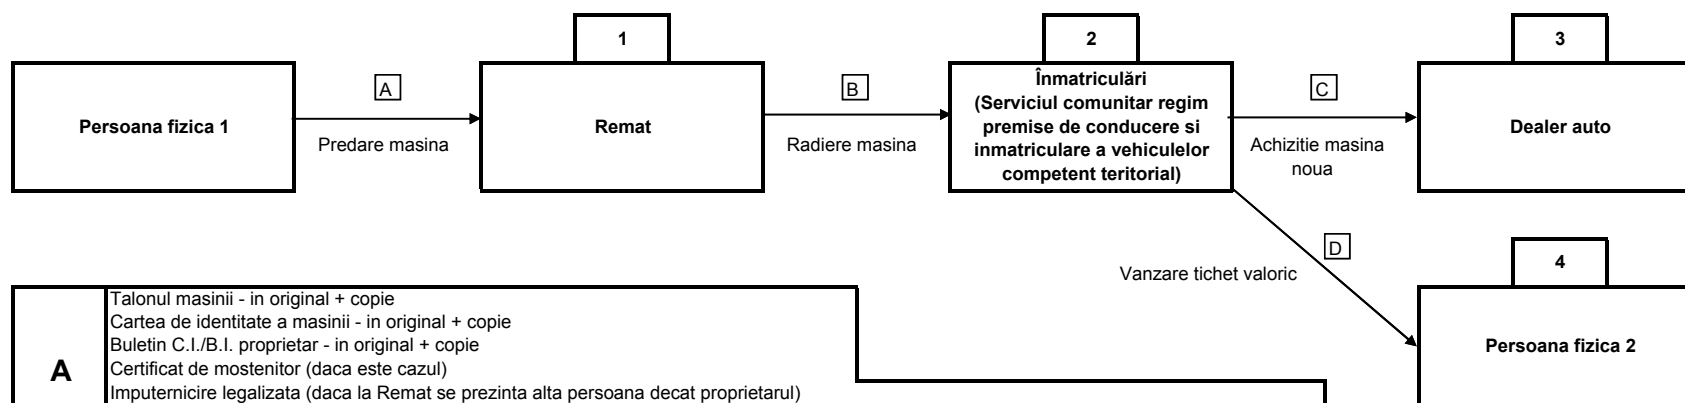 1
2
3
Persoana fizica 1
A
Predare masina
Remat
B
Radiere masina
Înmatriculări
(Serviciul comunitar regim
premise de conducere si
inmatriculare a vehiculelor
competent teritorial)
C
Achizitie masina
noua
Dealer auto
D
Vanzare tichet valoric
4
Persoana fizica 2
A
Talonul masinii - in original + copie
Cartea de identitate a masinii - in original + copie
Buletin C.I./B.I. proprietar - in original + copie
Certificat de mostenitor (daca este cazul)
Imputernicire legalizata (daca la Remat se prezinta alta persoana decat proprietarul)